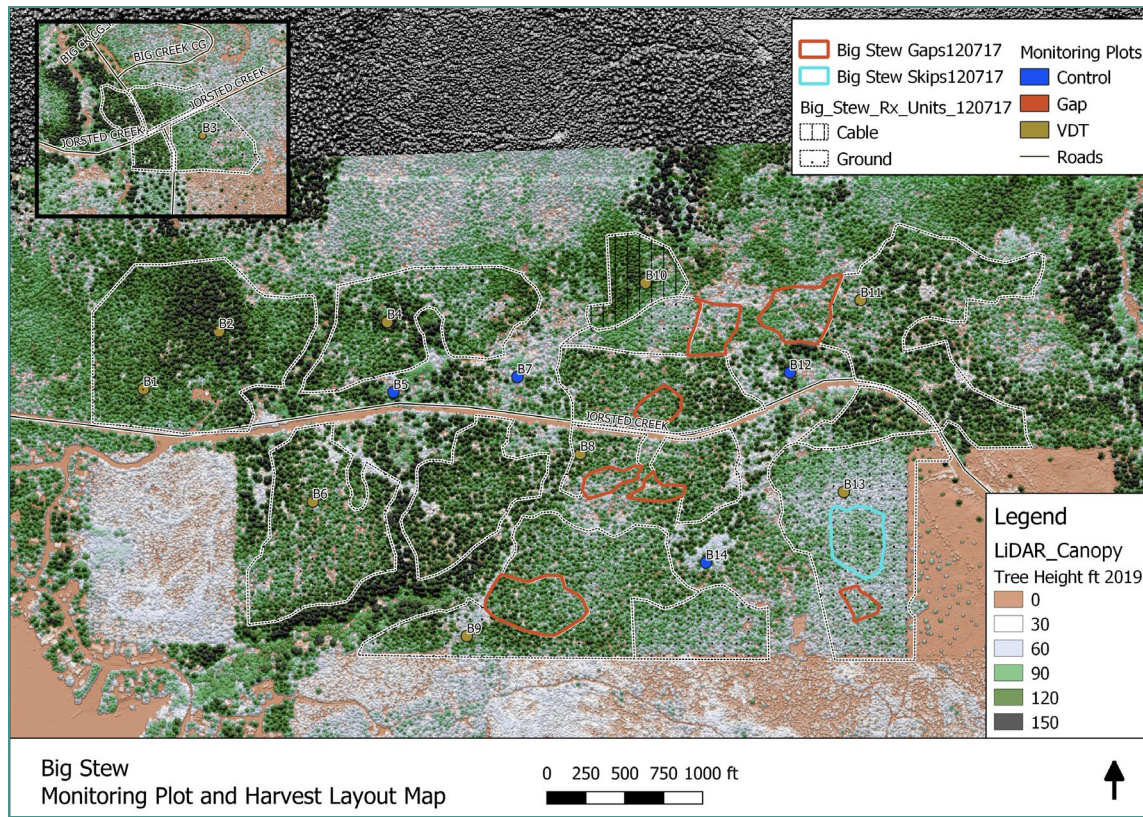 BIG CREEK CG
JORSTED CREEK
JORSTED CREEK
B3
Big Stew Gaps120717
Big Stew Skips120717
Big_Stew_Rx_Units_120717
Cable
Ground
Monitoring Plots
Control
Gap
VDT
Roads
B10
B11
B2
B4
B7
B12
B1
B5
JORSTED CREEK
B8
B6
B13
B14
B9
Legend
LiDAR_Canopy
Tree Height ft 2019
0
30
60
90
120
150
Big Stew
Monitoring Plot and Harvest Layout Map
0 250 500 750 1000 ft